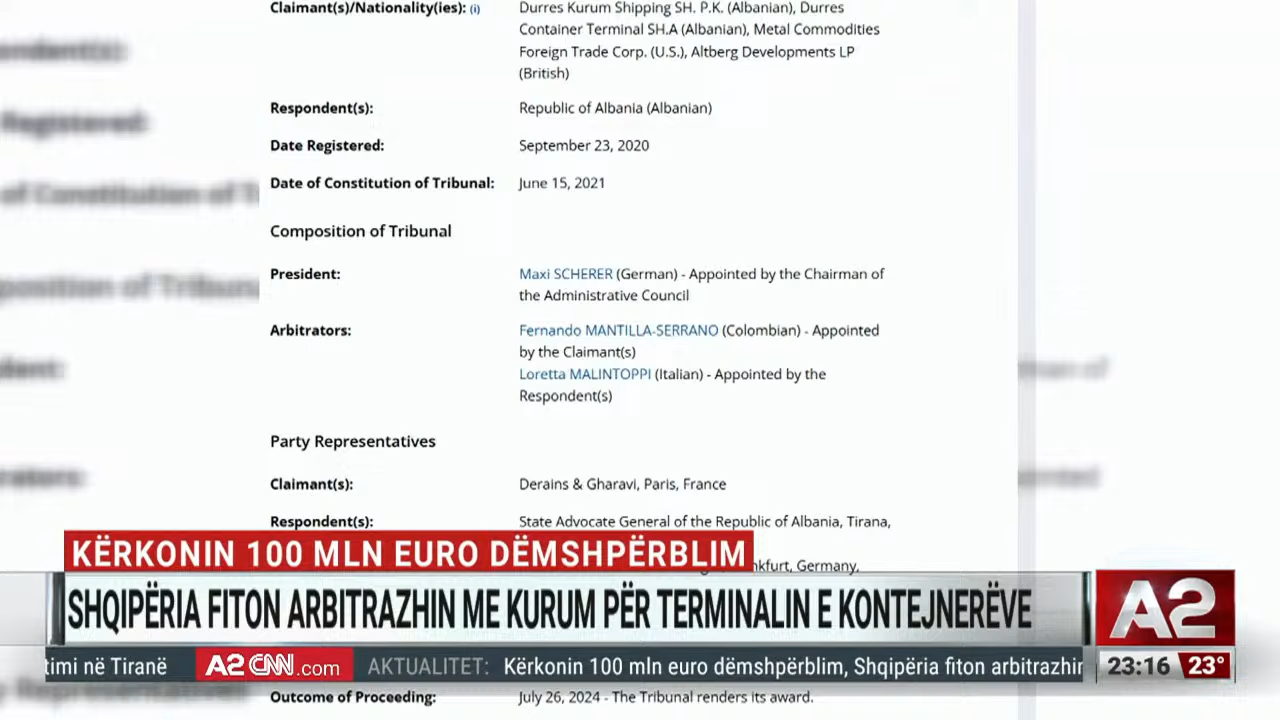 Claimant(s)/Nationality(ies): (i) Durres Kurum Shipping SH. P.K. (Albanian), Durres
Container Terminal SH.A (Albanian), Metal Commodities
Foreign Trade Corp. (U.S.), Altberg Developments LP
(British)
Respondent(s): Republic of Albania (Albanian)
Date Registered: September 23, 2020
Date of Constitution of Tribunal: June 15, 2021
Composition of Tribunal
President: Maxi SCHERER (German) - Appointed by the Chairman of
the Administrative Council
Arbitrators: Fernando MANTILLA-SERRANO (Colombian) - Appointed
by the Claimant(s)
Loretta MALINTOPPI (Italian) - Appointed by the
Respondent(s)
Party Representatives
Claimant(s): Derains & Gharavi, Paris, France
Respondent(s): State Advocate General of the Republic of Albania, Tirana,
nkfurt, Germany,
KËRKONIN 100 MLN EURO DËMSHPËRBLIM
SHQIPËRIA FITON ARBITRAZHIN ME KURUM PËR TERMINALIN E KONTEJNERËVE
A2
timi në Tiranë A2 CNN.com AKTUALITET: Kërkonin 100 mln euro dëmshpërblim, Shqipëria fiton arbitrazhin
23:16 23°
Outcome of Proceeding: July 26, 2024 - The Tribunal renders its award.